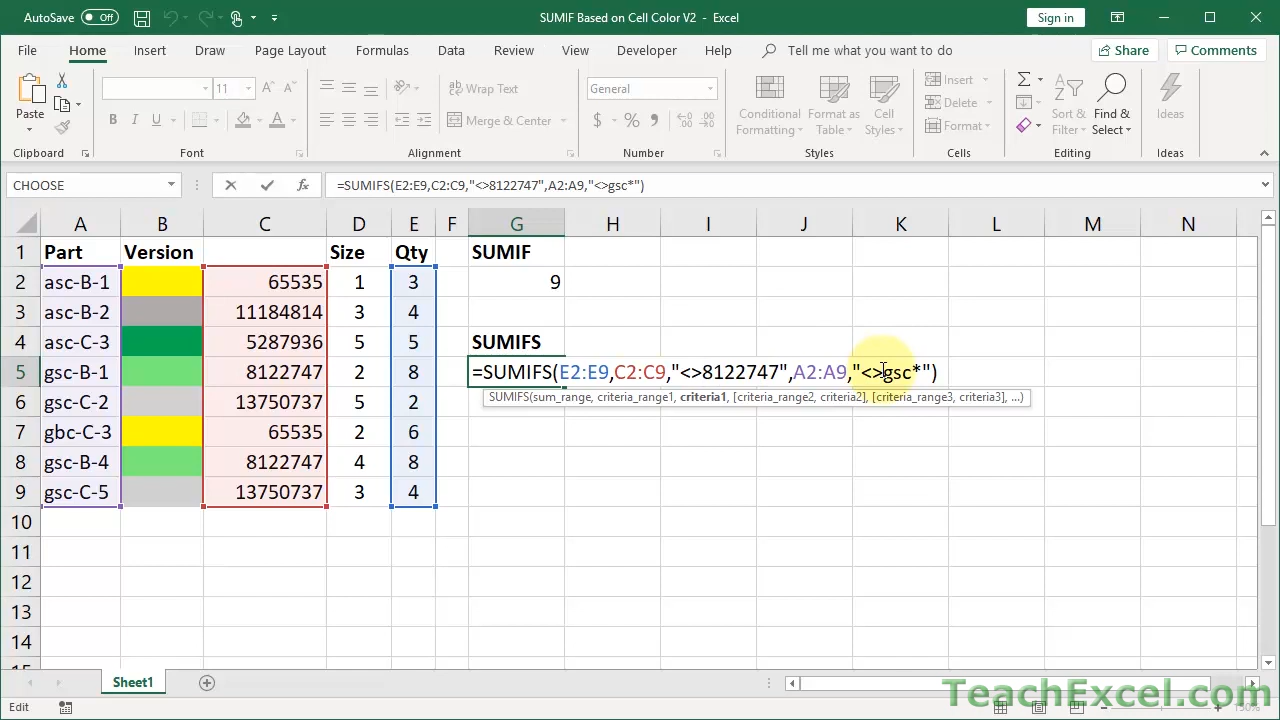 AutoSave Off SUMIF Based on Cell Color V2 - Excel Sign in
File Home Insert Draw Page Layout Formulas Data Review View Developer Help Tell me what you want to do Share Comments
Paste 11 Wrap Text General Conditional Formatting Format as Table Cell Styles Insert Sort & Filter Find & Select Ideas
B I U Merge & Center $ % Delete
Format
Clipboard Font Alignment Number Styles Cells Editing Ideas
CHOOSE fx =SUMIFS(E2:E9,C2:C9,"<>8122747",A2:A9,"<>gsc*")
A B C D E F G H I J K L M N
1 Part Version Size Qty SUMIF
2 asc-B-1 65535 1 3 9
3 asc-B-2 11184814 3 4
4 asc-C-3 5287936 5 5 SUMIFS
5 gsc-B-1 8122747 2 8 =SUMIFS(E2:E9,C2:C9,"<>8122747",A2:A9,"<>gsc*")
SUMIFS(sum_range, criteria_range1, criteria1, [criteria_range2, criteria2], [criteria_range3, criteria3], ...)
6 gsc-C-2 13750737 5 2
7 gbc-C-3 65535 2 6
8 gsc-B-4 8122747 4 8
9 gsc-C-5 13750737 3 4
10
11
12
13
14
Sheet1
Edit
TeachExcel.com